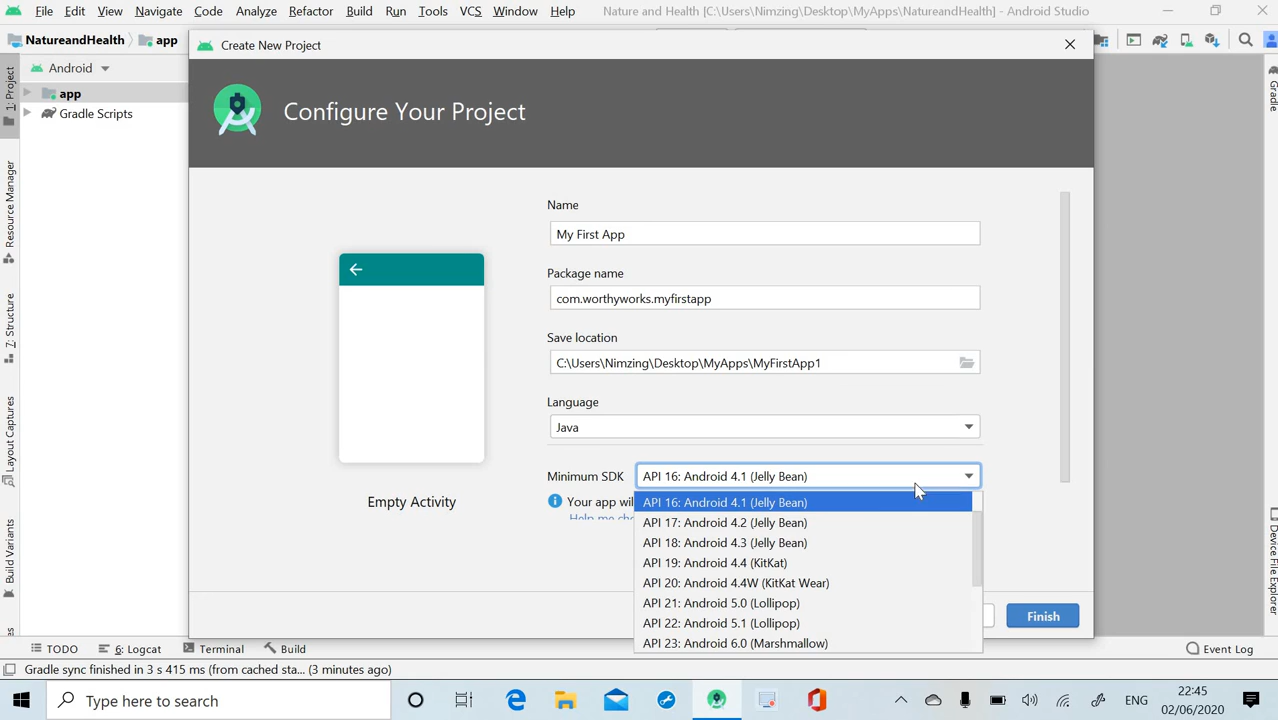 File Edit View Navigate Code Analyze Refactor Build Run Tools VCS Window Help Nature and Health [C:\Users\Nimzing\Desktop\MyApps\NatureandHealth] - Android Studio
NatureandHealth app
Create New Project
Android
app
Gradle Scripts
1: Project
Resource Manager
7: Structure
Layout Captures
Build Variants
Gradle
Device File Explorer
Configure Your Project
Name
My First App
Package name
com.worthyworks.myfirstapp
Save location
C:\Users\Nimzing\Desktop\MyApps\MyFirstApp1
Language
Java
Minimum SDK API 16: Android 4.1 (Jelly Bean)
Empty Activity
Your app wil
Help me cho
API 16: Android 4.1 (Jelly Bean)
API 17: Android 4.2 (Jelly Bean)
API 18: Android 4.3 (Jelly Bean)
API 19: Android 4.4 (KitKat)
API 20: Android 4.4W (KitKat Wear)
API 21: Android 5.0 (Lollipop)
API 22: Android 5.1 (Lollipop)
API 23: Android 6.0 (Marshmallow)
Finish
TODO 6: Logcat Terminal Build Event Log
Gradle sync finished in 3 s 415 ms (from cached sta... (3 minutes ago)
Type here to search
ENG
22:45
02/06/2020